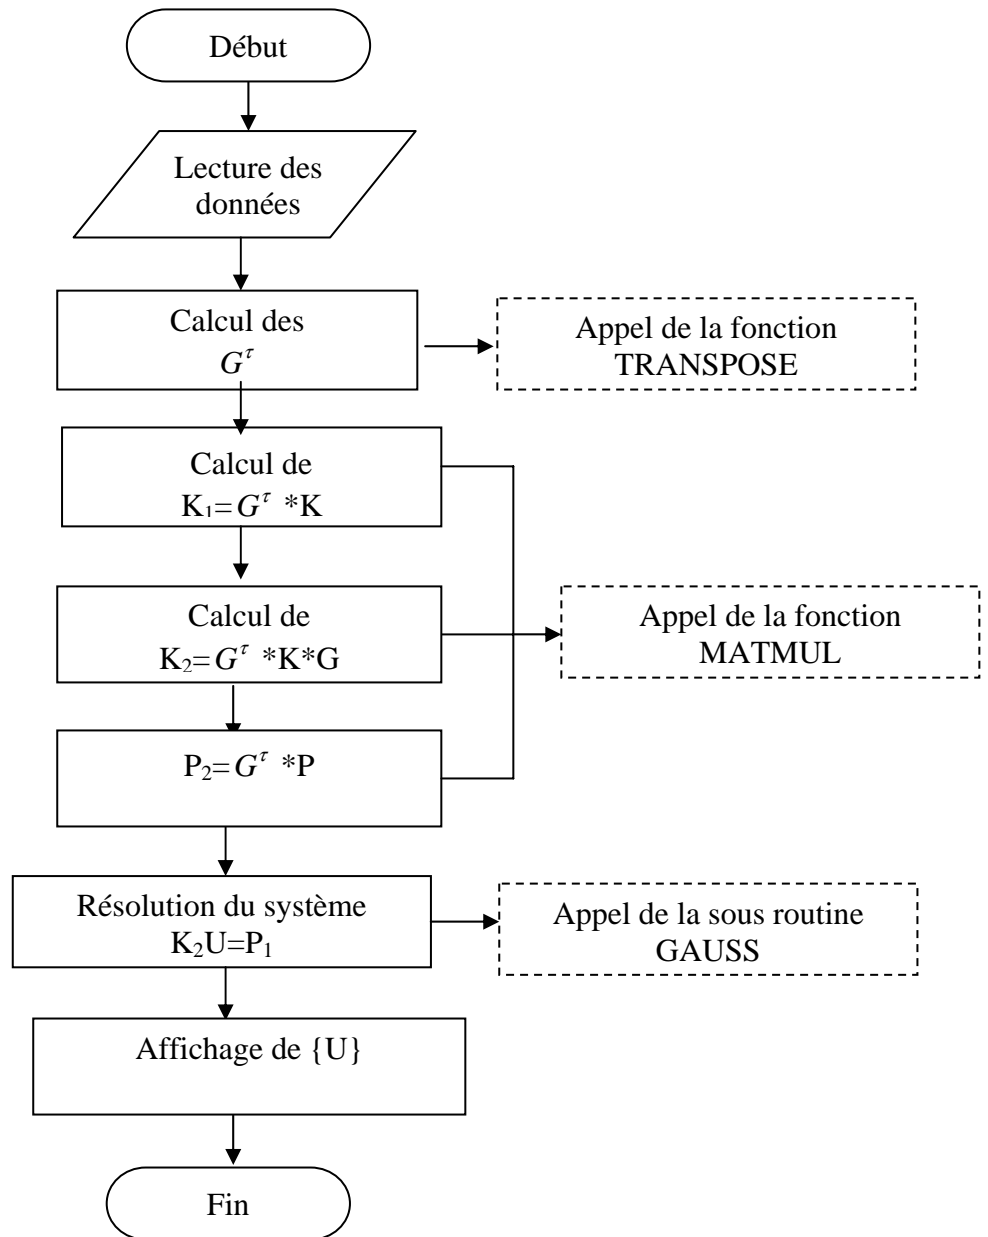 Début
Lecture des
données
Calcul des
G^τ
Appel de la fonction
TRANSPOSE
Calcul de
K₁=G^τ *K
Calcul de
K₂=G^τ *K*G
Appel de la fonction
MATMUL
P₂=G^τ *P
Résolution du système
K₂U=P₁
Appel de la sous routine
GAUSS
Affichage de {U}
Fin